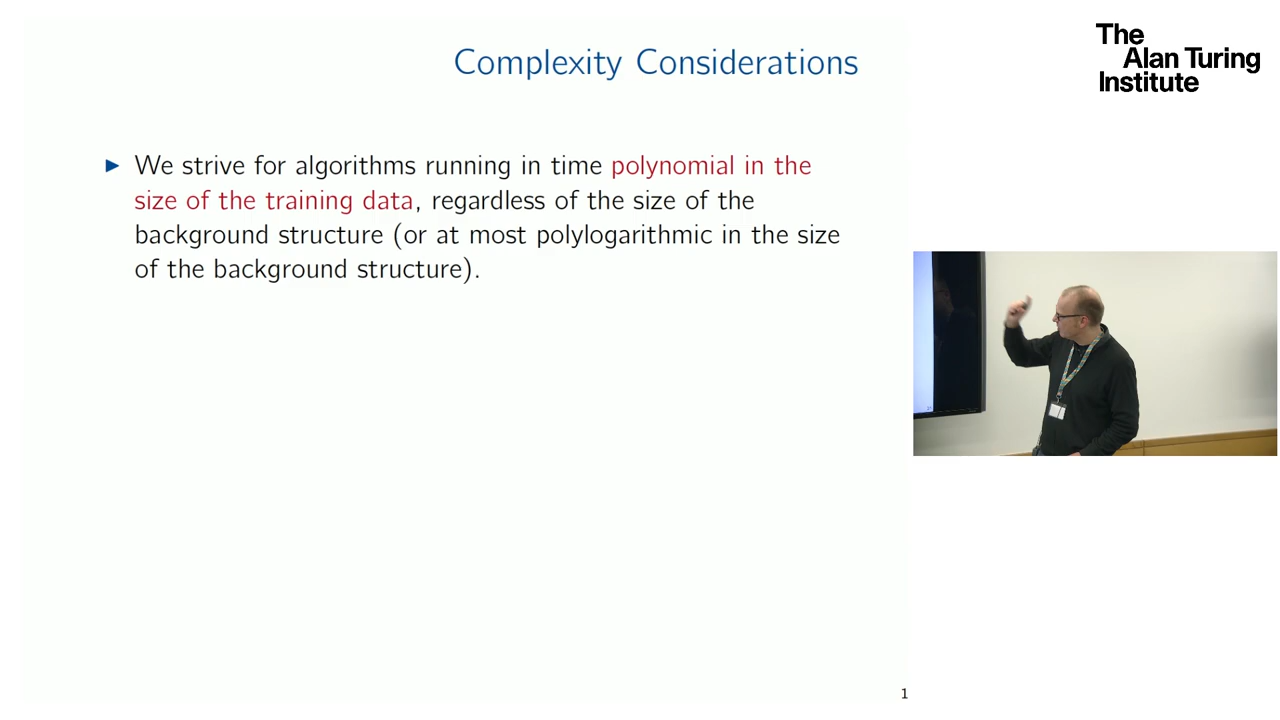 Complexity Considerations
The
Alan Turing
Institute
▶ We strive for algorithms running in time polynomial in the
size of the training data, regardless of the size of the
background structure (or at most polylogarithmic in the size
of the background structure).
1